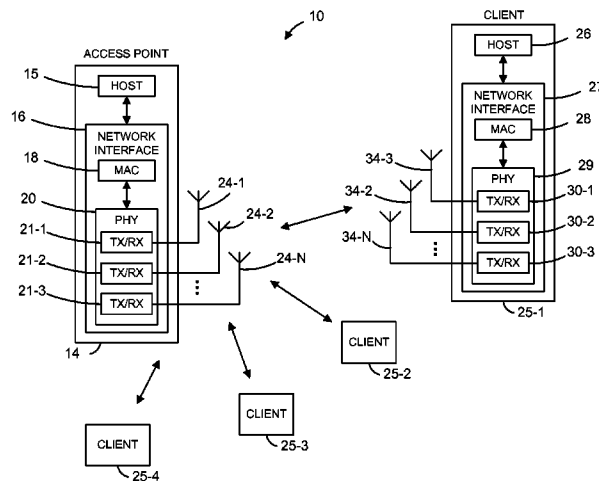 10
ACCESS POINT
15
HOST
16
NETWORK
INTERFACE
18
MAC
20
PHY
21-1
TX/RX
21-2
TX/RX
21-3
TX/RX
14
24-1
24-2
24-N
CLIENT
HOST
26
NETWORK
INTERFACE
27
MAC
28
PHY
29
34-3
TX/RX
30-1
34-2
TX/RX
30-2
34-N
TX/RX
30-3
25-1
CLIENT
25-2
CLIENT
25-3
CLIENT
25-4